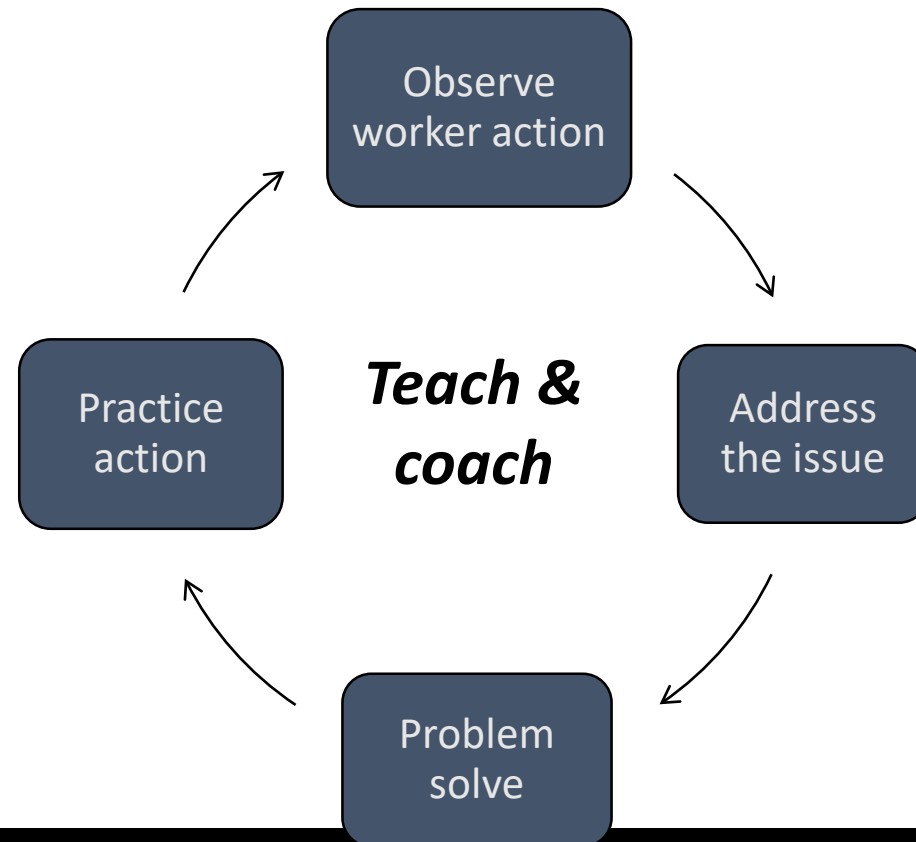 Observe
worker action
Practice
action
Teach &
coach
Address
the issue
Problem
solve